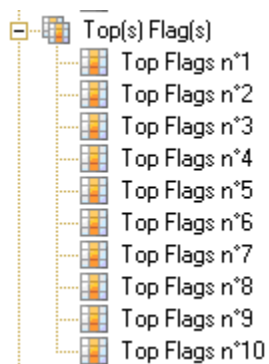 Top(s) Flag(s)
Top Flags n°1
Top Flags n°2
Top Flags n°3
Top Flags n°4
Top Flags n°5
Top Flags n°6
Top Flags n°7
Top Flags n°8
Top Flags n°9
Top Flags n°10